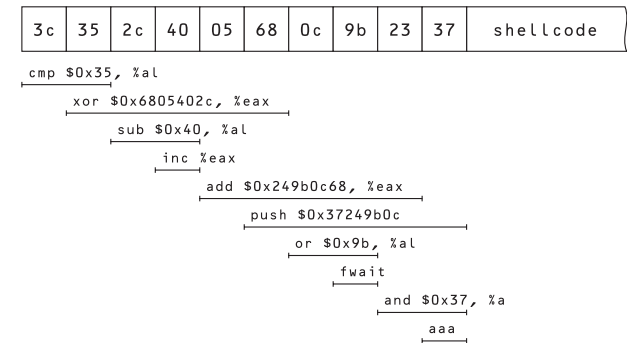 3c 35 2c 40 05 68 0c 9b 23 37 shellcode
cmp $0x35, %al
xor $0x6805402c, %eax
sub $0x40, %al
inc %eax
add $0x249b0c68, %eax
push $0x37249b0c
or $0x9b, %al
fwait
and $0x37, %a
aaa